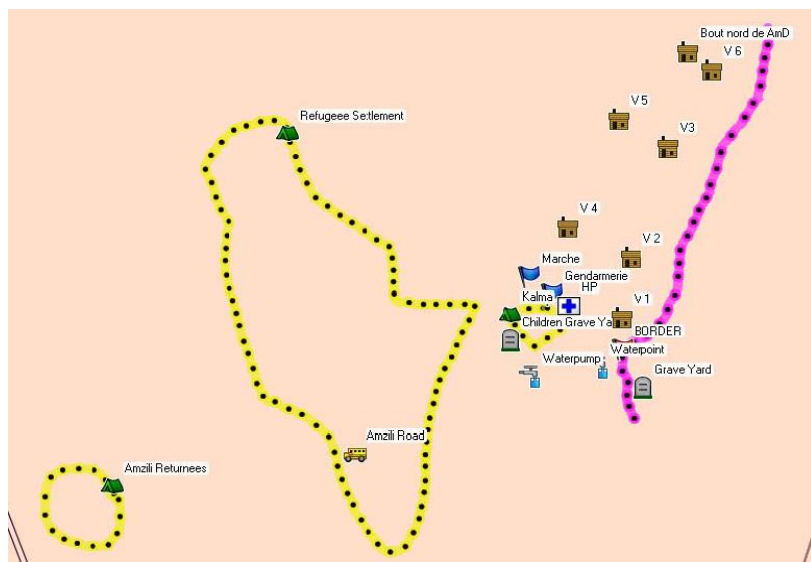 Bout nord de AmD
V 6
V 5
Refugeee Settlement
V3
V 4
V 2
Marche
Gendarmerie
HP
Kalma
V 1
Children Grave Ya
BORDER
Waterpump
Waterpoint
Grave Yard
Amzili Road
Amzili Returnees